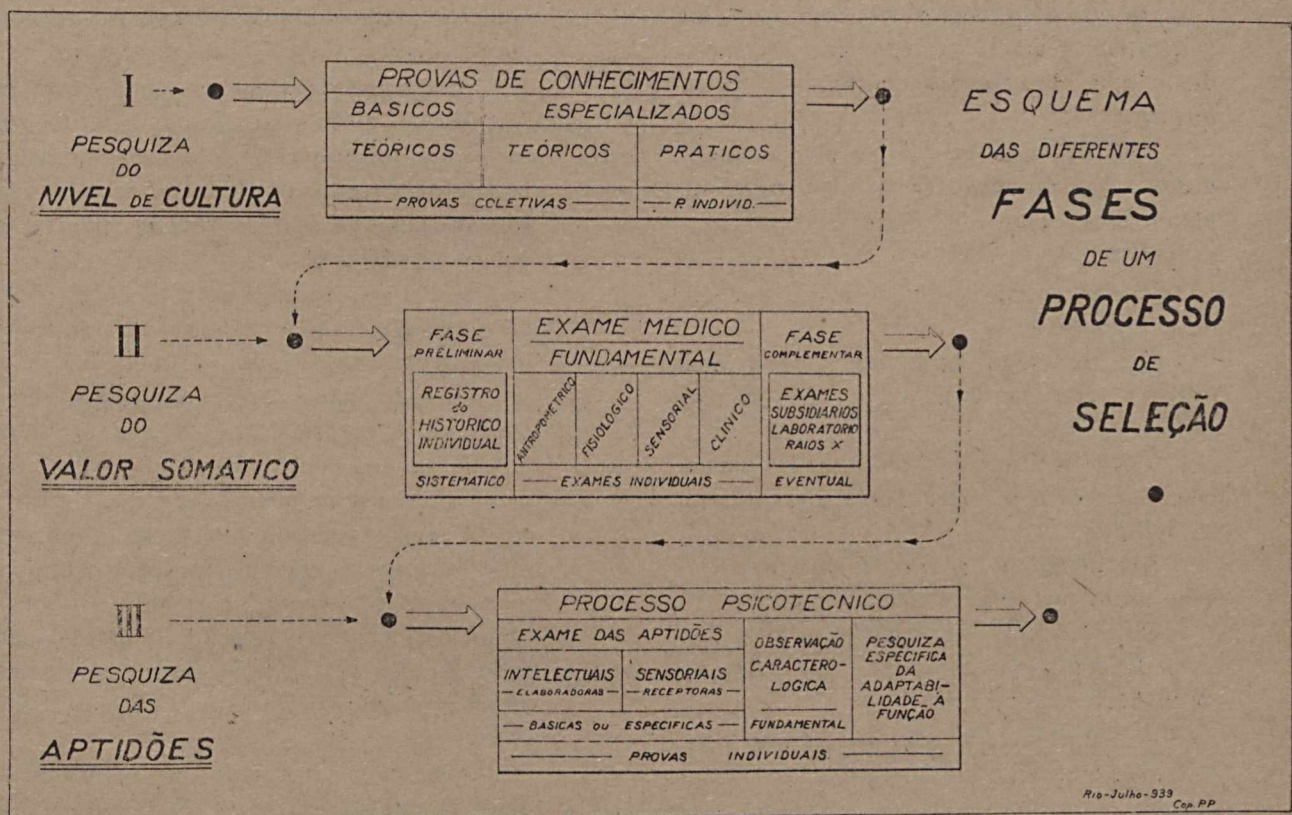 I
PESQUIZA
DO
NIVEL DE CULTURA
PROVAS DE CONHECIMENTOS
BASICOS ESPECIALIZADOS
TEÓRICOS TEÓRICOS PRATICOS
PROVAS COLETIVAS P. INDIVID.
ESQUEMA
DAS DIFERENTES
FASES
DE UM
PROCESSO
DE
SELEÇÃO
II
PESQUIZA
DO
VALOR SOMATICO
FASE
PRELIMINAR
REGISTRO
do
HISTORICO
INDIVIDUAL
SISTEMATICO
EXAME MEDICO
FUNDAMENTAL
ANTROPOMETRICO
FISIOLOGICO
SENSORIAL
CLINICO
EXAMES INDIVIDUAIS
FASE
COMPLEMENTAR
EXAMES
SUBSIDIÁRIOS
LABORATORIO
RAIOS X
EVENTUAL
III
PESQUIZA
DAS
APTIDÕES
PROCESSO PSICOTECNICO
EXAME DAS APTIDÕES
INTELECTUAIS SENSORIAIS
ELABORADORAS RECEPTORAS
BASICAS OU ESPECIFICAS
OBSERVAÇÃO
CARACTERO-
LOGICA
FUNDAMENTAL
PESQUIZA
ESPECIFICA
DA
ADAPTABI-
LIDADE À
FUNÇÃO
PROVAS INDIVIDUAIS.
Rio-Julho-939
Cap. PP